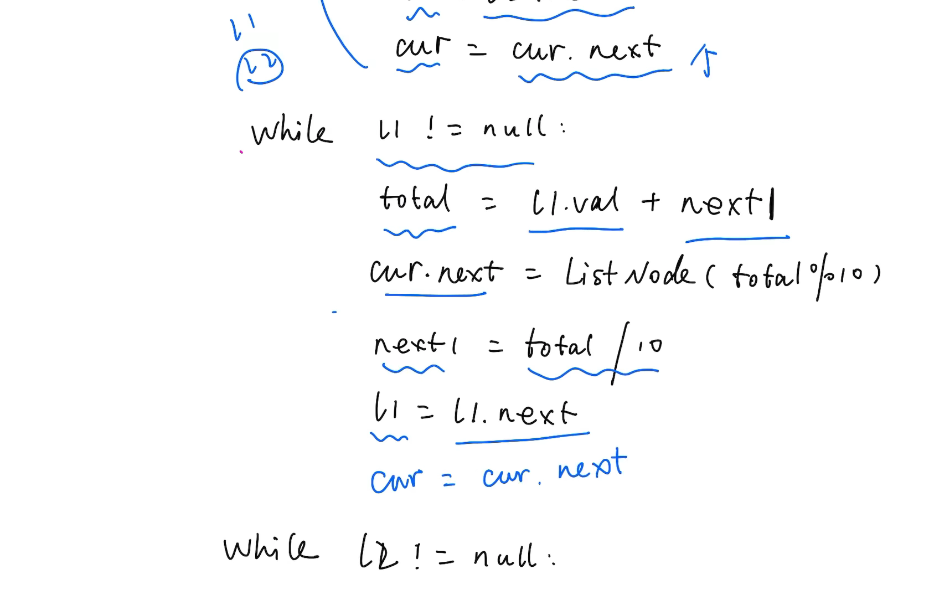 l1
l2
cur = cur. next
while l1 != null:
total = l1.val + next1
cur.next = ListNode(total%10)
next1 = total/10
l1 = l1.next
cur = cur. next
while l2 != null: